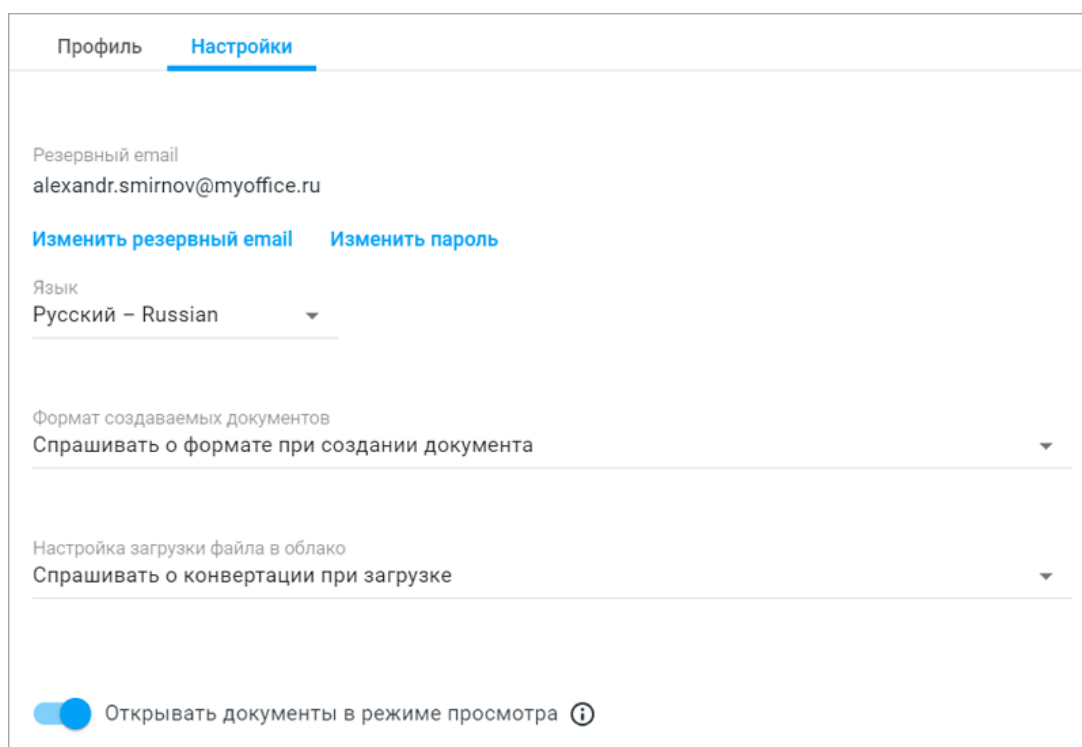 Профиль Настройки
Резервный email
alexandr.smirnov@myoffice.ru
Изменить резервный email Изменить пароль
Язык
Русский – Russian
Формат создаваемых документов
Спрашивать о формате при создании документа
Настройка загрузки файла в облако
Спрашивать о конвертации при загрузке
Открывать документы в режиме просмотра